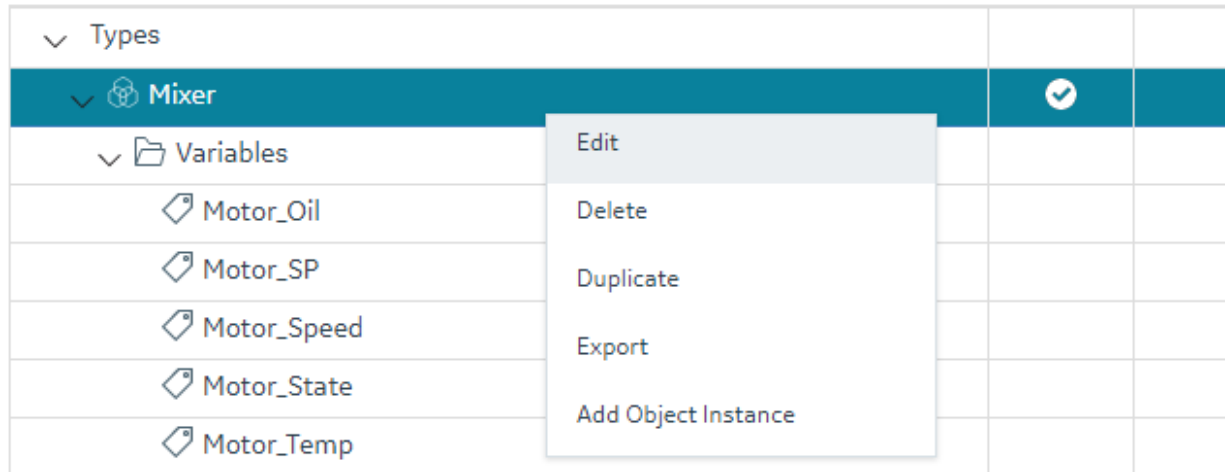 Types
Mixer
Variables
Motor_Oil
Motor_SP
Motor_Speed
Motor_State
Motor_Temp
Edit
Delete
Duplicate
Export
Add Object Instance